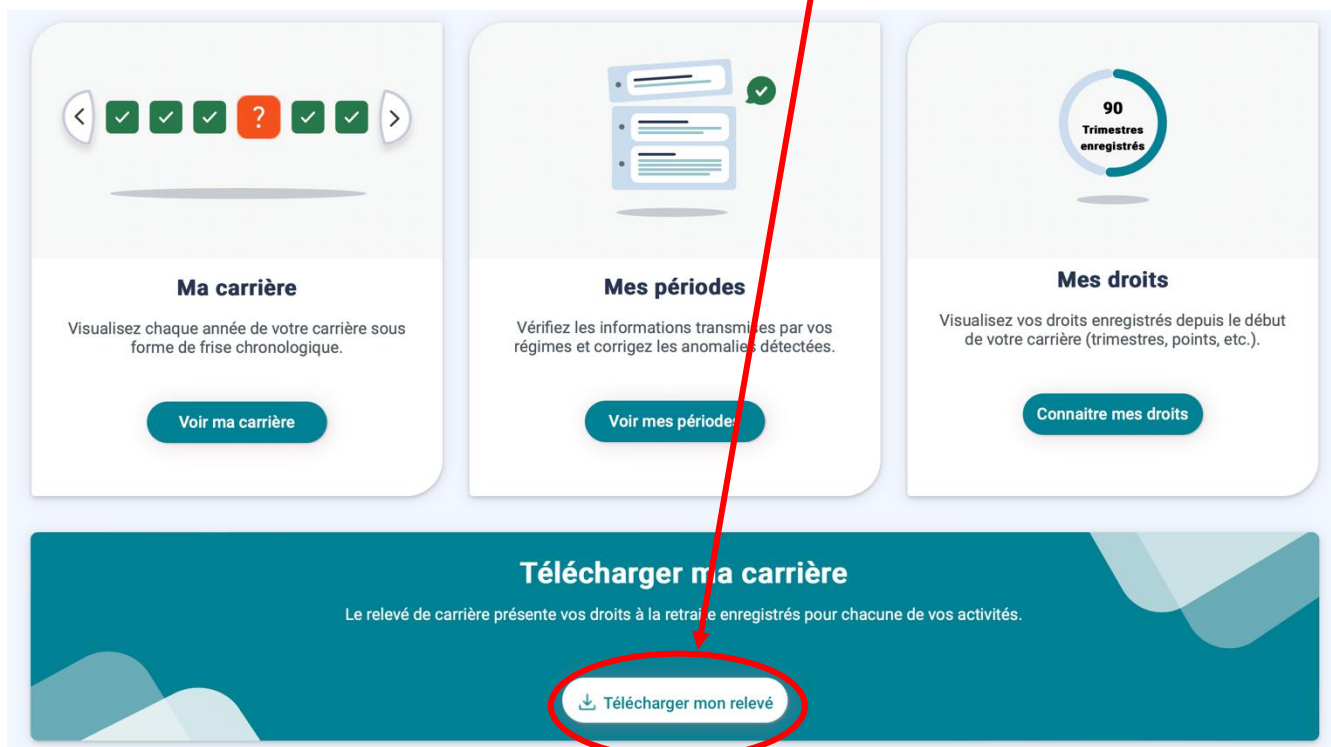 ?
90
Trimestres
enregistrés
Ma carrière
Visualisez chaque année de votre carrière sous
forme de frise chronologique.
Voir ma carrière
Mes périodes
Vérifiez les informations transmises par vos
régimes et corrigez les anomalies détectées.
Voir mes périodes
Mes droits
Visualisez vos droits enregistrés depuis le début
de votre carrière (trimestres, points, etc.).
Connaitre mes droits
Télécharger ma carrière
Le relevé de carrière présente vos droits à la retraite enregistrés pour chacune de vos activités.
Télécharger mon relevé